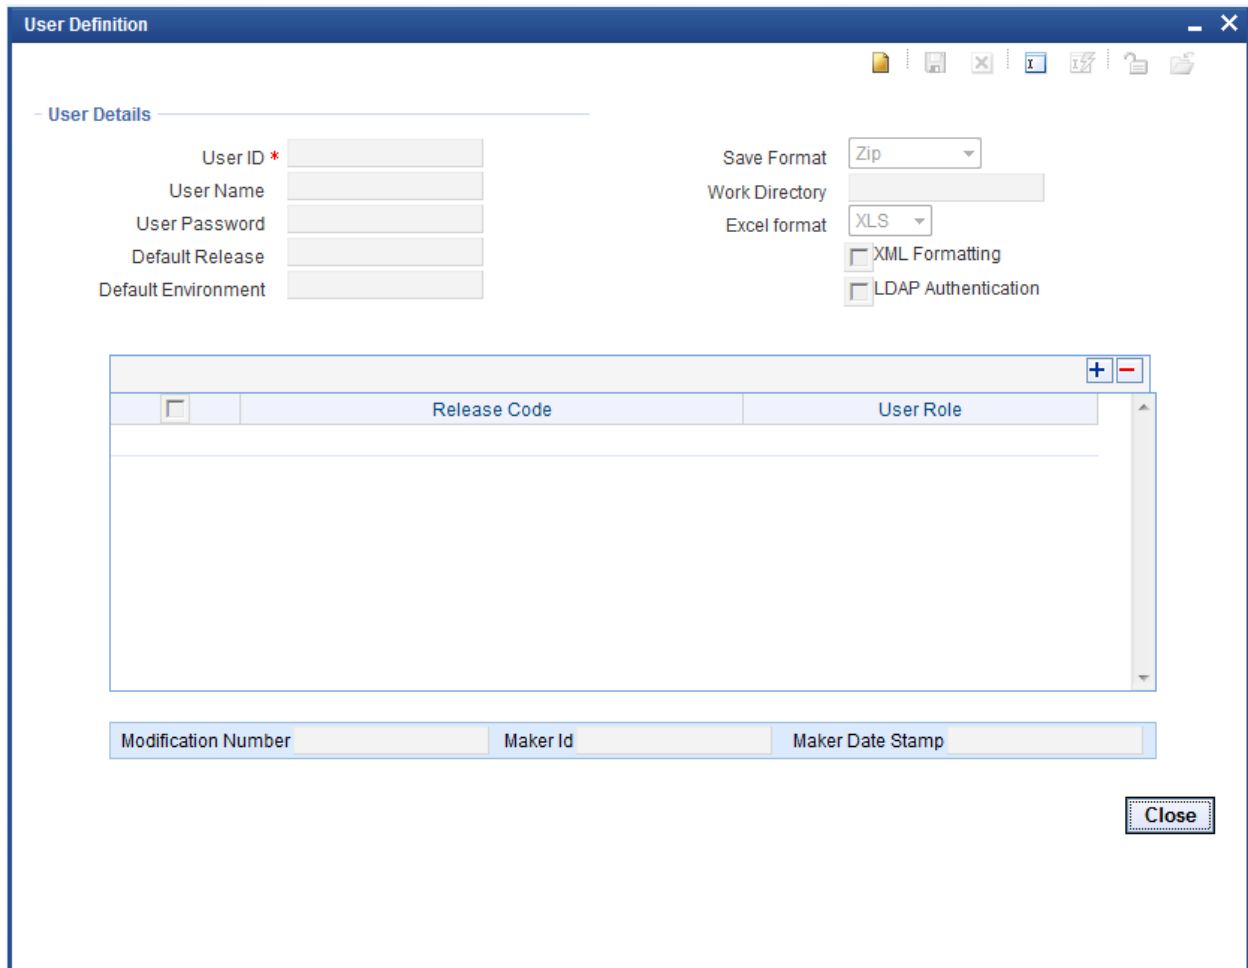 User Definition
User Details
User ID *
User Name
User Password
Default Release
Default Environment
Save Format Zip
Work Directory
Excel format XLS
XML Formatting
LDAP Authentication
Release Code User Role
Modification Number Maker Id Maker Date Stamp
Close